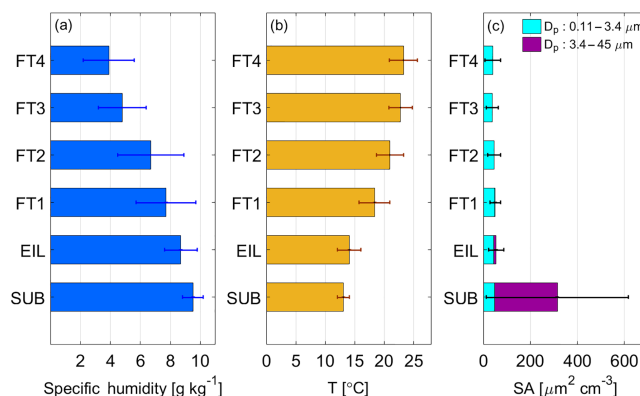 (a)
FT4
FT3
FT2
FT1
EIL
SUB
2 4 6 8 10
Specific humidity [g kg⁻¹]
(b)
FT4
FT3
FT2
FT1
EIL
SUB
0 5 10 15 20 25
T [°C]
(c)
Dₚ : 0.11–3.4 µm
Dₚ : 3.4–45 µm
FT4
FT3
FT2
FT1
EIL
SUB
0 200 400 600
SA [µm² cm⁻³]